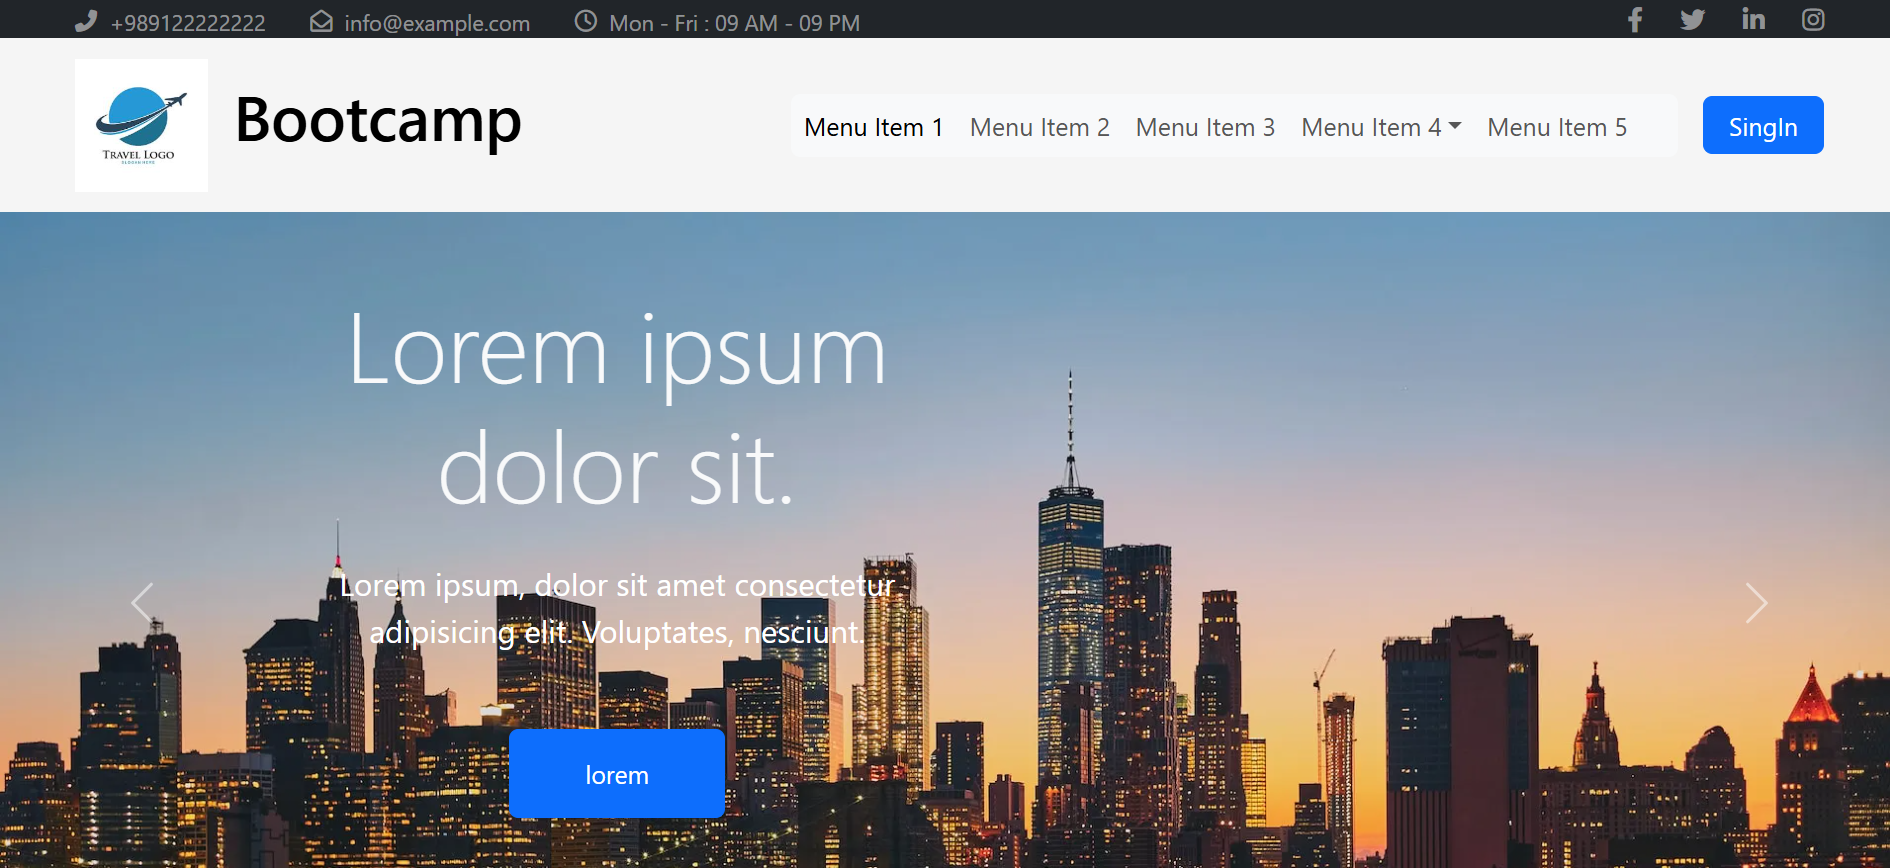 +989122222222 info@example.com Mon - Fri : 09 AM - 09 PM
TRAVEL LOGO
SLOGAN HERE
Bootcamp
Menu Item 1 Menu Item 2 Menu Item 3 Menu Item 4 Menu Item 5 SingIn
Lorem ipsum
dolor sit.
Lorem ipsum, dolor sit amet consectetur
adipisicing elit. Voluptates, nesciunt.
lorem